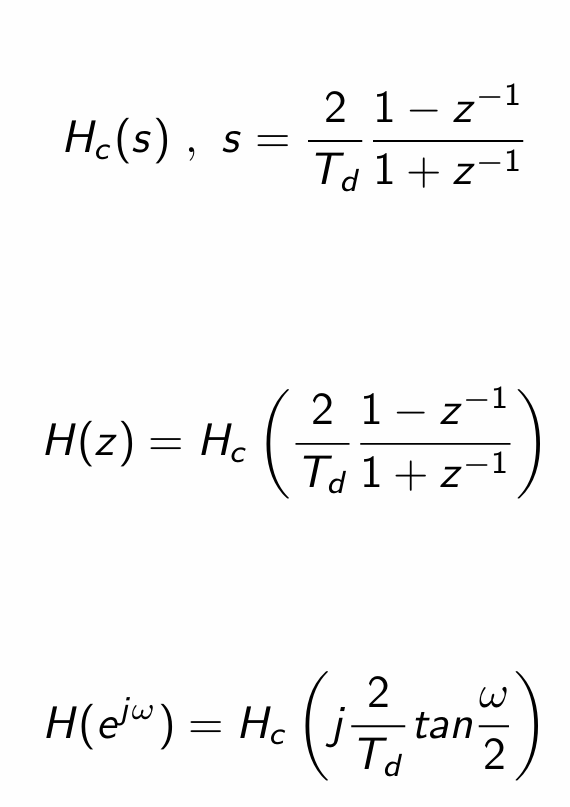 H_c(s) , s = \frac{2}{T_d} \frac{1 - z^{-1}}{1 + z^{-1}}
H(z) = H_c \left( \frac{2}{T_d} \frac{1 - z^{-1}}{1 + z^{-1}} \right)
H(e^{j\omega}) = H_c \left( j \frac{2}{T_d} tan \frac{\omega}{2} \right)